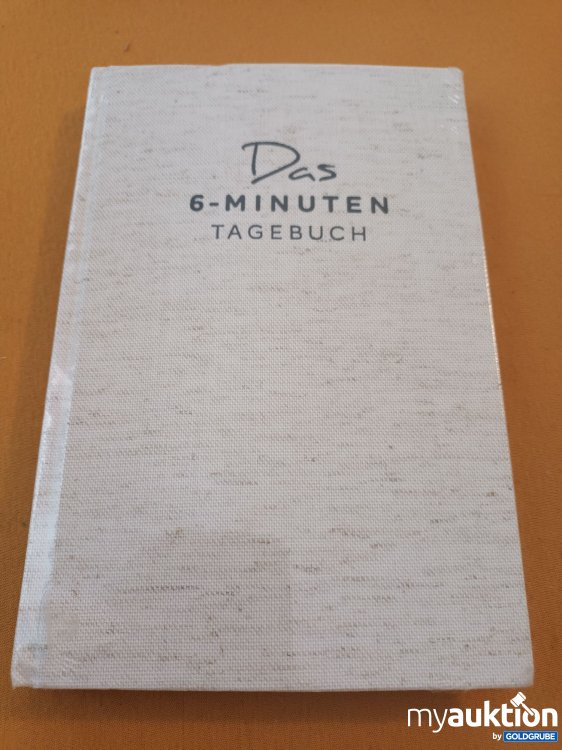 Das
6-MINUTEN
TAGEBUCH
myauktion
by GOLDGRUBE